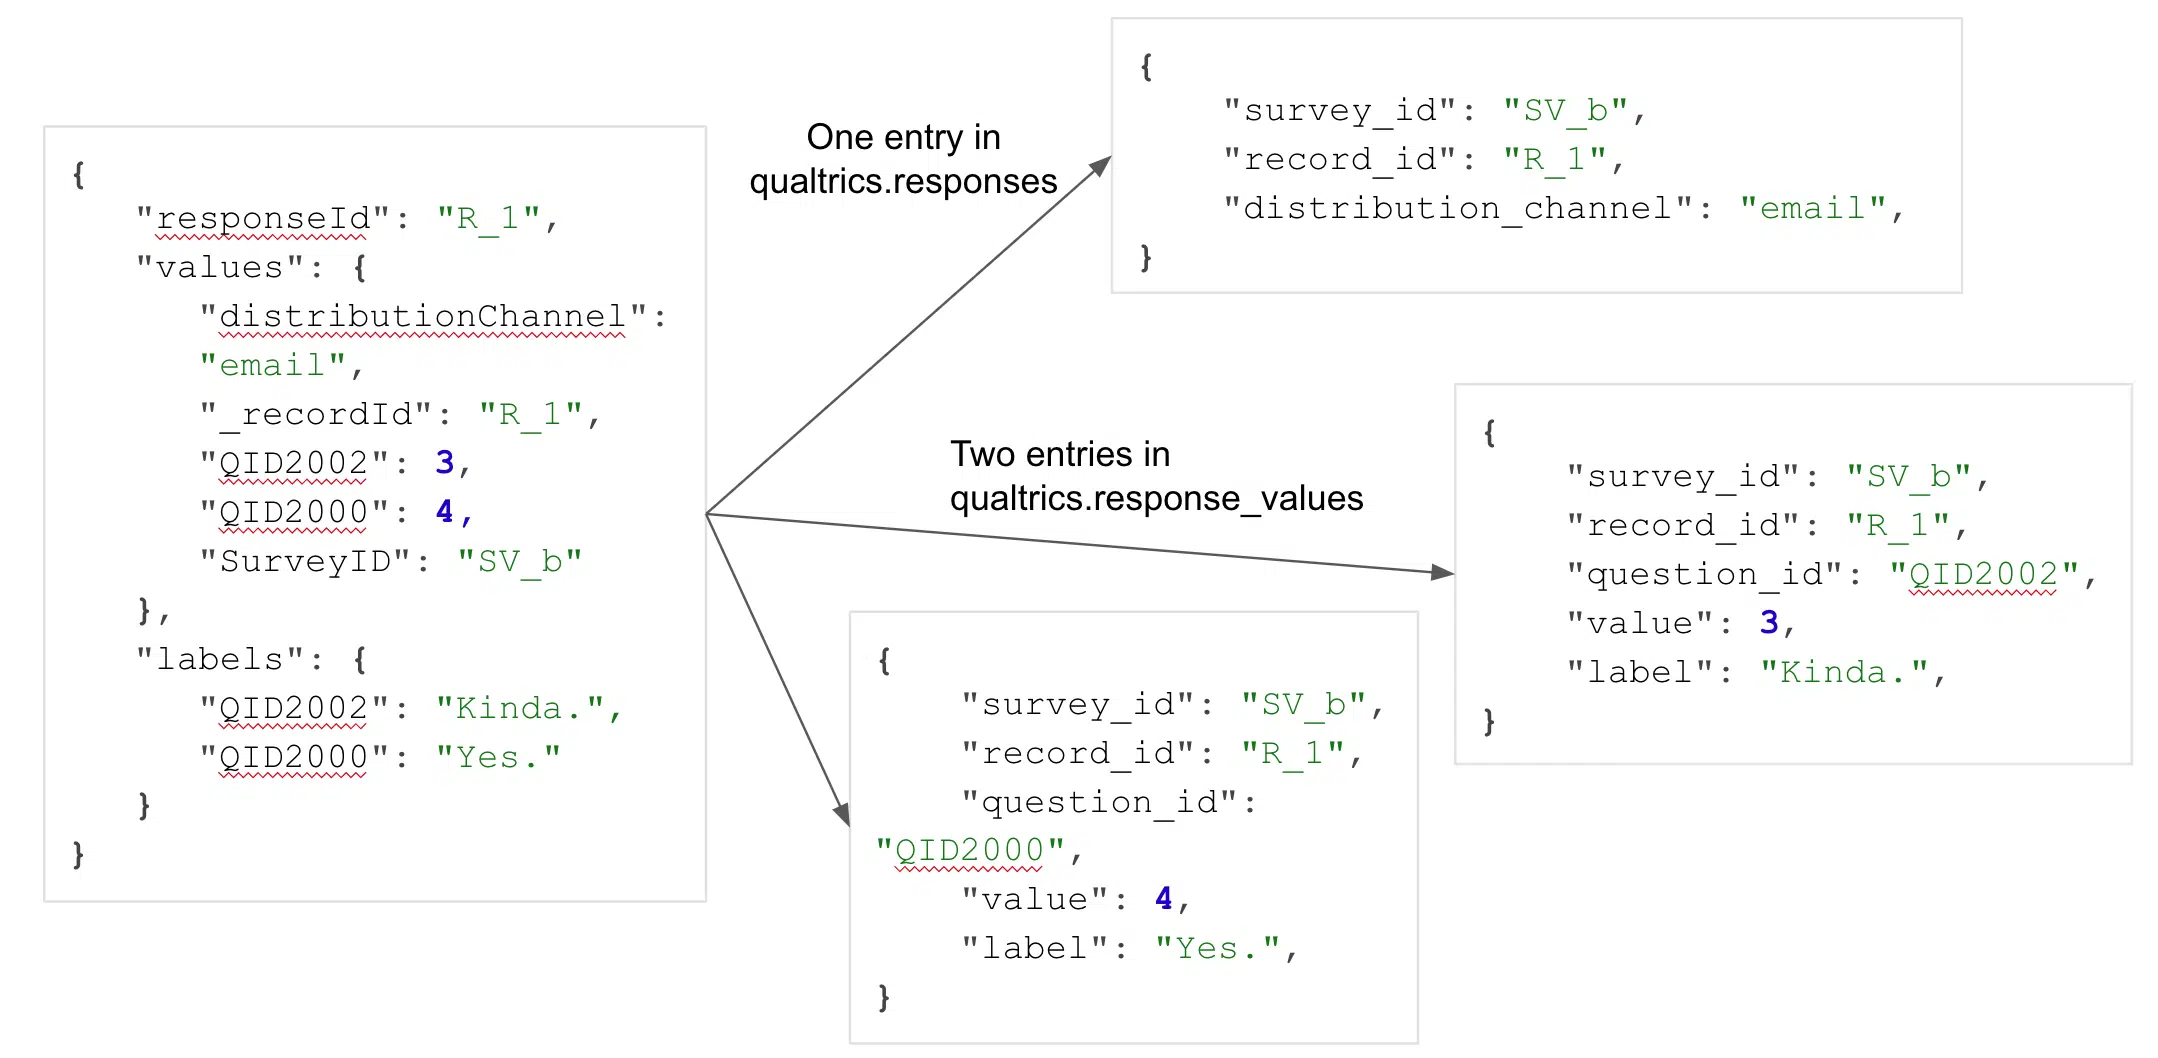 {
"responseId": "R_1",
"values": {
"distributionChannel":
"email",
"_recordId": "R_1",
"QID2002": 3,
"QID2000": 4,
"SurveyID": "SV_b"
},
"labels": {
"QID2002": "Kinda.",
"QID2000": "Yes."
}
}
One entry in
qualtrics.responses
{
"survey_id": "SV_b",
"record_id": "R_1",
"distribution_channel": "email",
}
Two entries in
qualtrics.response_values
{
"survey_id": "SV_b",
"record_id": "R_1",
"question_id": "QID2002",
"value": 3,
"label": "Kinda.",
}
{
"survey_id": "SV_b",
"record_id": "R_1",
"question_id":
"QID2000",
"value": 4,
"label": "Yes.",
}